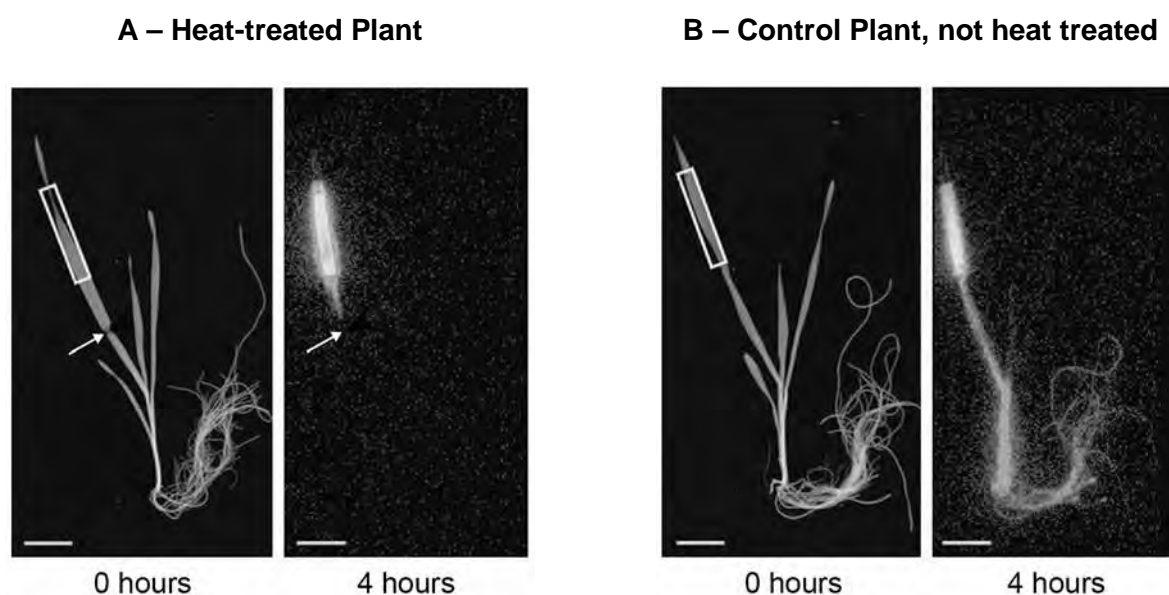 A – Heat-treated Plant
B – Control Plant, not heat treated
0 hours
4 hours
0 hours
4 hours